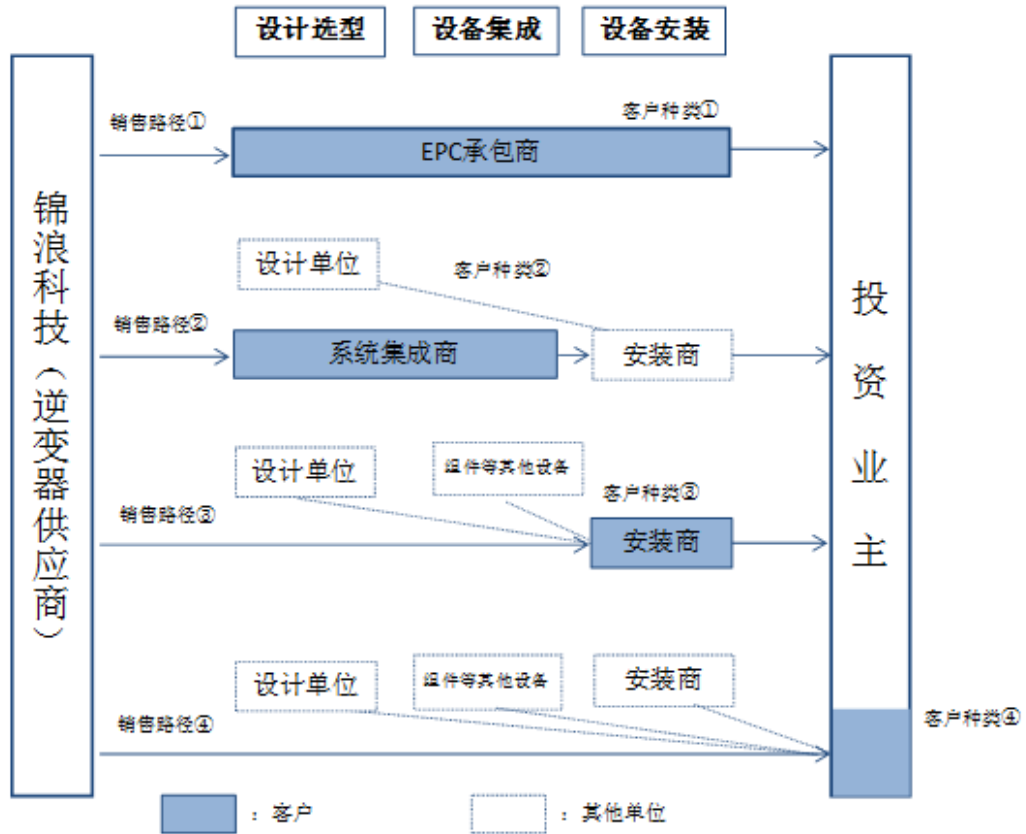 设计选型
设备集成
设备安装
锦浪科技（逆变器供应商）
投资业主
销售路径①
客户种类①
EPC承包商
设计单位
客户种类②
销售路径②
系统集成商
安装商
设计单位
组件等其他设备
客户种类③
销售路径③
安装商
设计单位
组件等其他设备
安装商
销售路径④
客户种类④
：客户
：其他单位